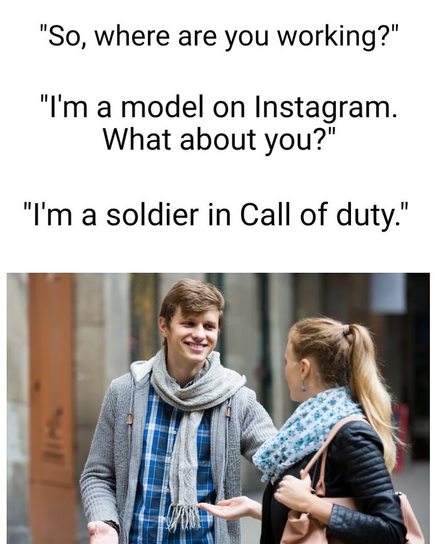 "So, where are you working?"
"I'm a model on Instagram.
What about you?"
"I'm a soldier in Call of duty."